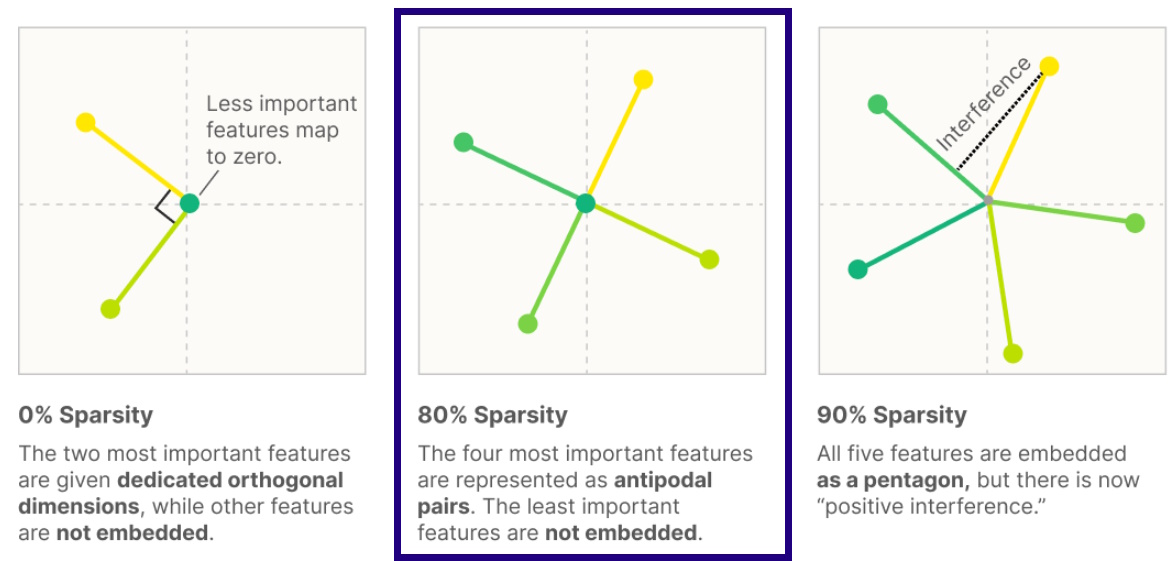 Less important
features map
to zero.
Interference
0% Sparsity
The two most important features
are given dedicated orthogonal
dimensions, while other features
are not embedded.
80% Sparsity
The four most important features
are represented as antipodal
pairs. The least important
features are not embedded.
90% Sparsity
All five features are embedded
as a pentagon, but there is now
“positive interference.”